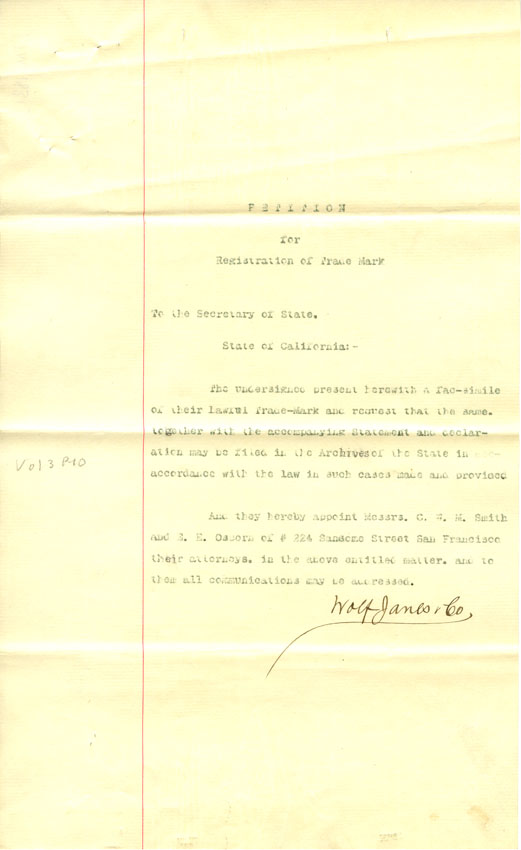 PETITION
for
Registration of Trade Mark
To the Secretary of State.
State of California:-
The undersigned present herewith a fac-simile
of their lawful Trade-Mark and request that the same.
together with the accompanying Statement and declar-
ation may be filed in the Archives of the State in
accordance with the law in such cases made and provided
Vol 3 P 10
And they hereby appoint Messrs. C. W. M. Smith
and E. E. Osborn of # 224 Sansome Street San Francisco
their attorneys. in the above entitled matter. and to
them all communications may be addressed.
Wolf Janes & Co,